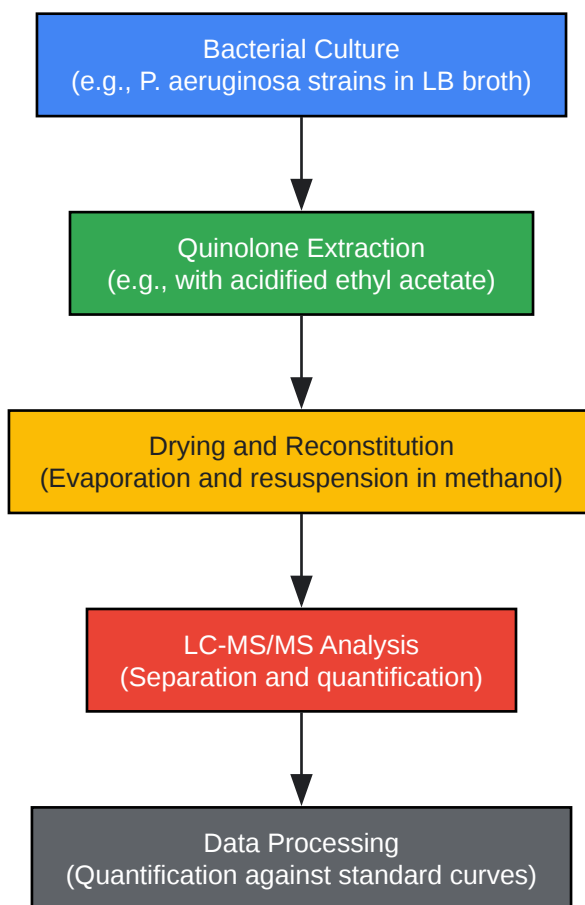 Bacterial Culture
(e.g., P. aeruginosa strains in LB broth)
Quinolone Extraction
(e.g., with acidified ethyl acetate)
Drying and Reconstitution
(Evaporation and resuspension in methanol)
LC-MS/MS Analysis
(Separation and quantification)
Data Processing
(Quantification against standard curves)